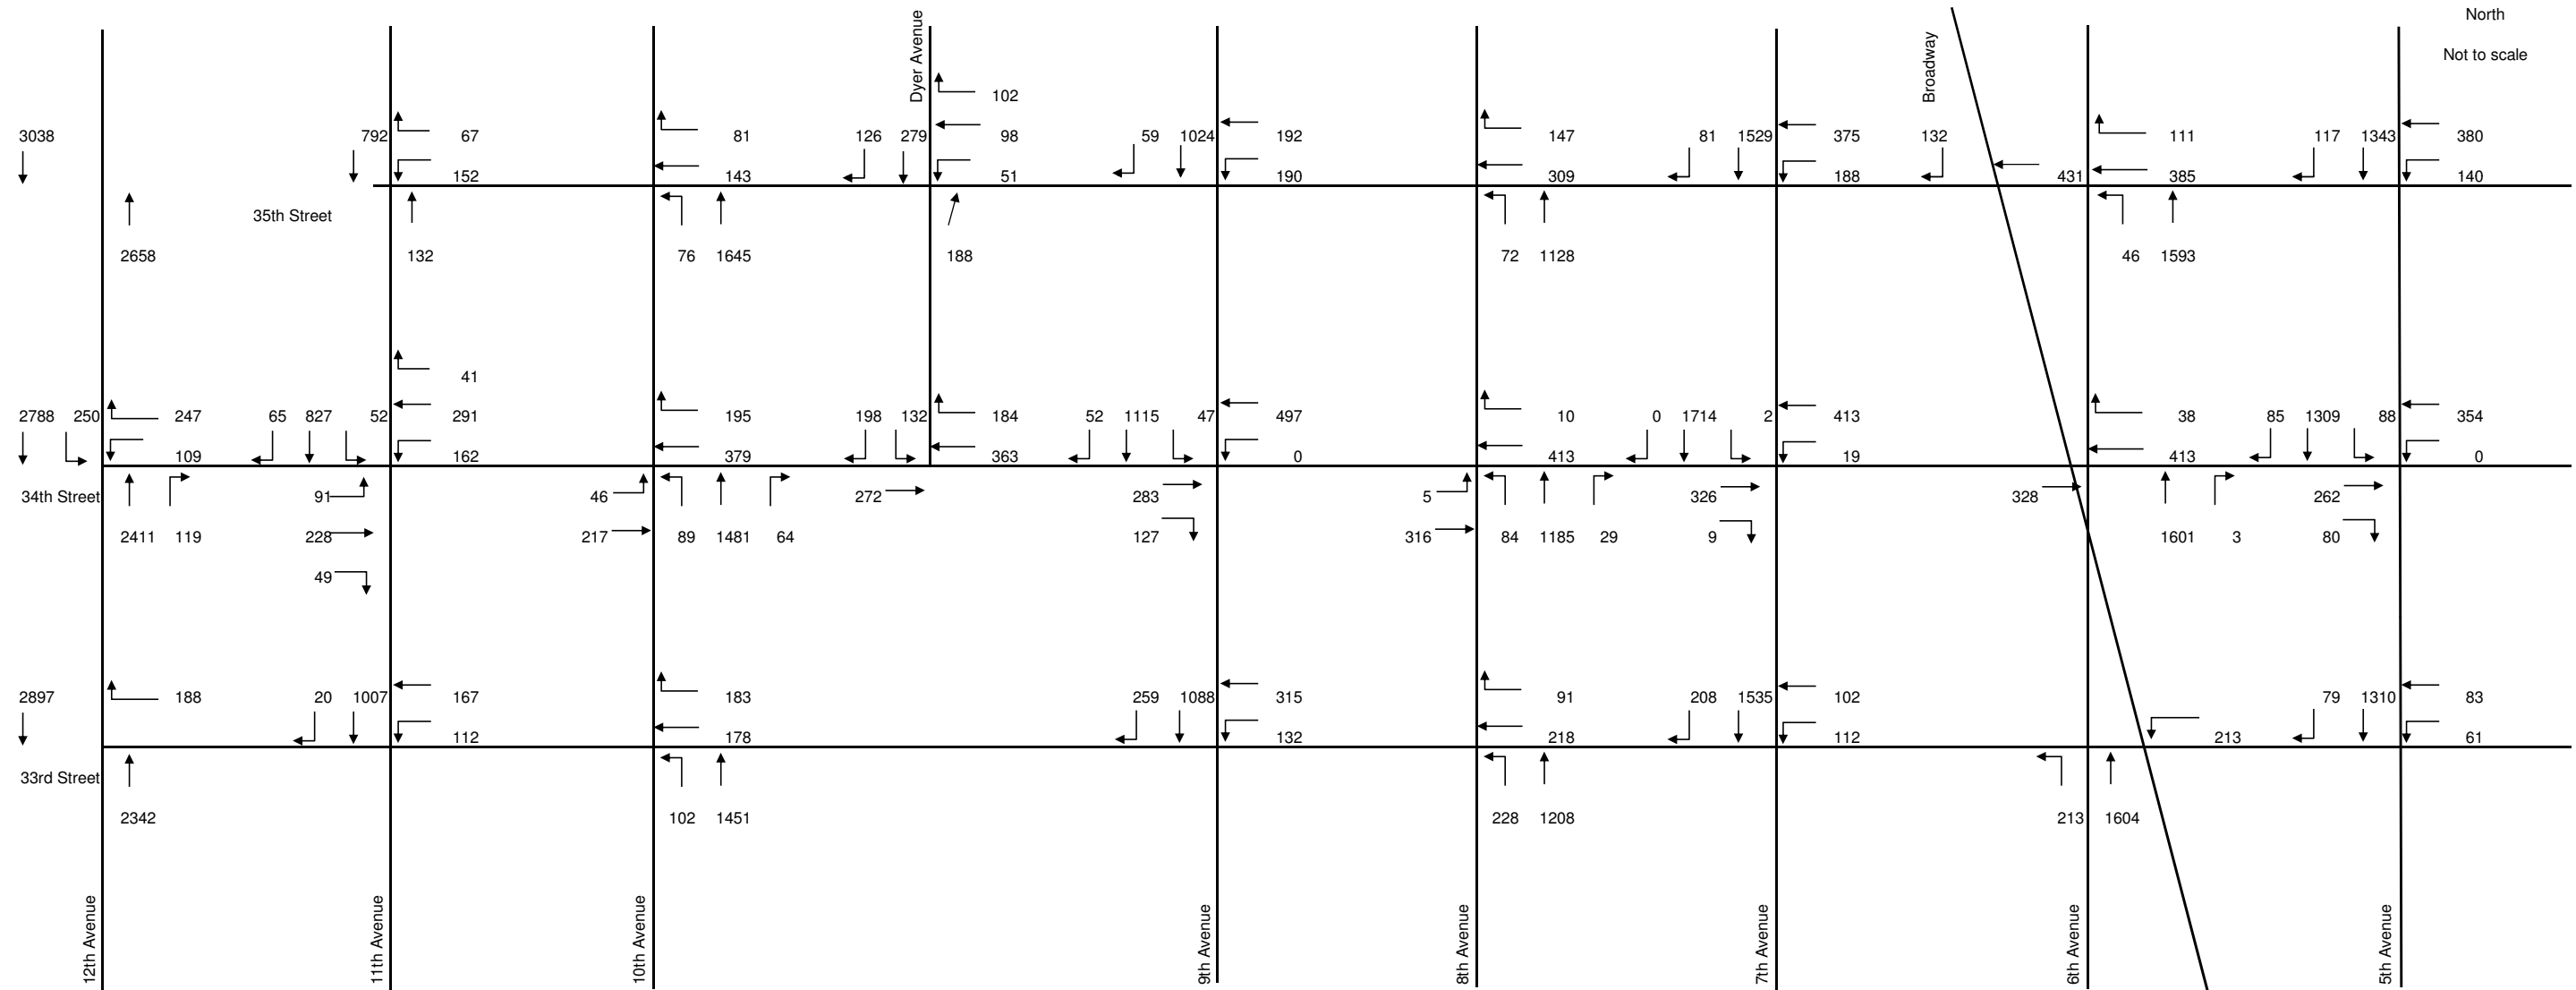 North
Not to scale
Dyer Avenue
Broadway
102
3038 792 67 81 126 279 98 59 1024 192 147 81 1529 375 132 111 117 1343 380
152 143 51 190 309 188 431 385 140
35th Street
2658 132 76 1645 188 72 1128 46 1593
41
2788 250 247 65 827 52 291 195 198 132 184 52 1115 47 497 10 0 1714 2 413 38 85 1309 88 354
109 162 379 363 0 413 19 413 0
34th Street 91 46 272 283 5 326 328 262
2411 119 228 217 89 1481 64 127 316 84 1185 29 9 1601 3 80
49
2897 188 20 1007 167 183 259 1088 315 91 208 1535 102 79 1310 83
112 178 132 218 112 213 61
33rd Street
2342 102 1451 228 1208 213 1604
12th Avenue
11th Avenue
10th Avenue
9th Avenue
8th Avenue
7th Avenue
6th Avenue
5th Avenue